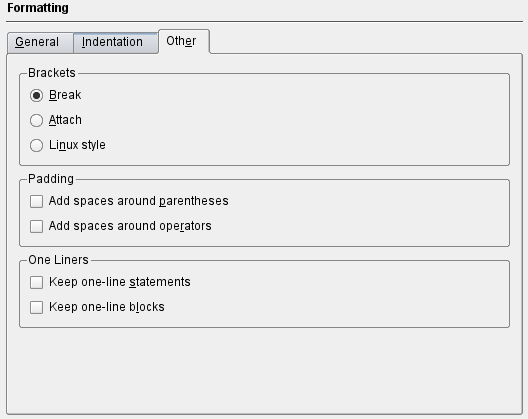 Formatting
General Indentation Other
Brackets
Break
Attach
Linux style
Padding
Add spaces around parentheses
Add spaces around operators
One Liners
Keep one-line statements
Keep one-line blocks